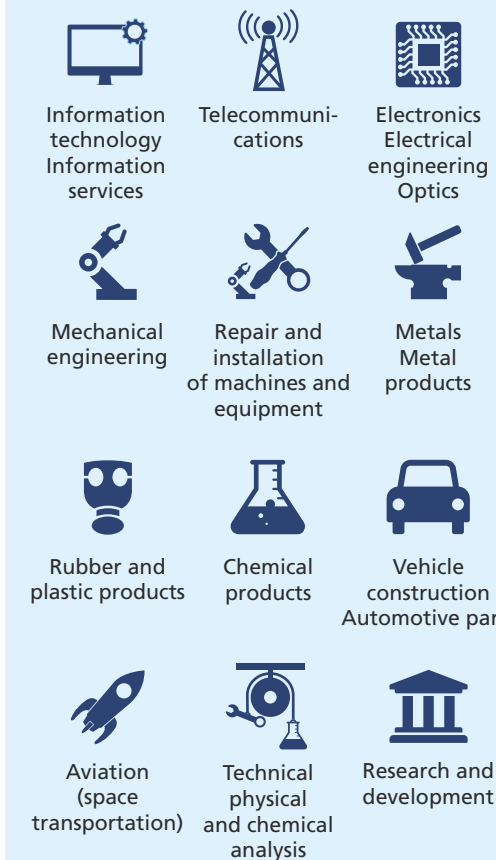 Information
technology
Information
services
Telecommuni-
cations
Electronics
Electrical
engineering
Optics
Mechanical
engineering
Repair and
installation
of machines and
equipment
Metals
Metal
products
Rubber and
plastic products
Chemical
products
Vehicle
construction
Automotive par
Aviation
(space
transportation)
Technical
physical
and chemical
analysis
Research and
development